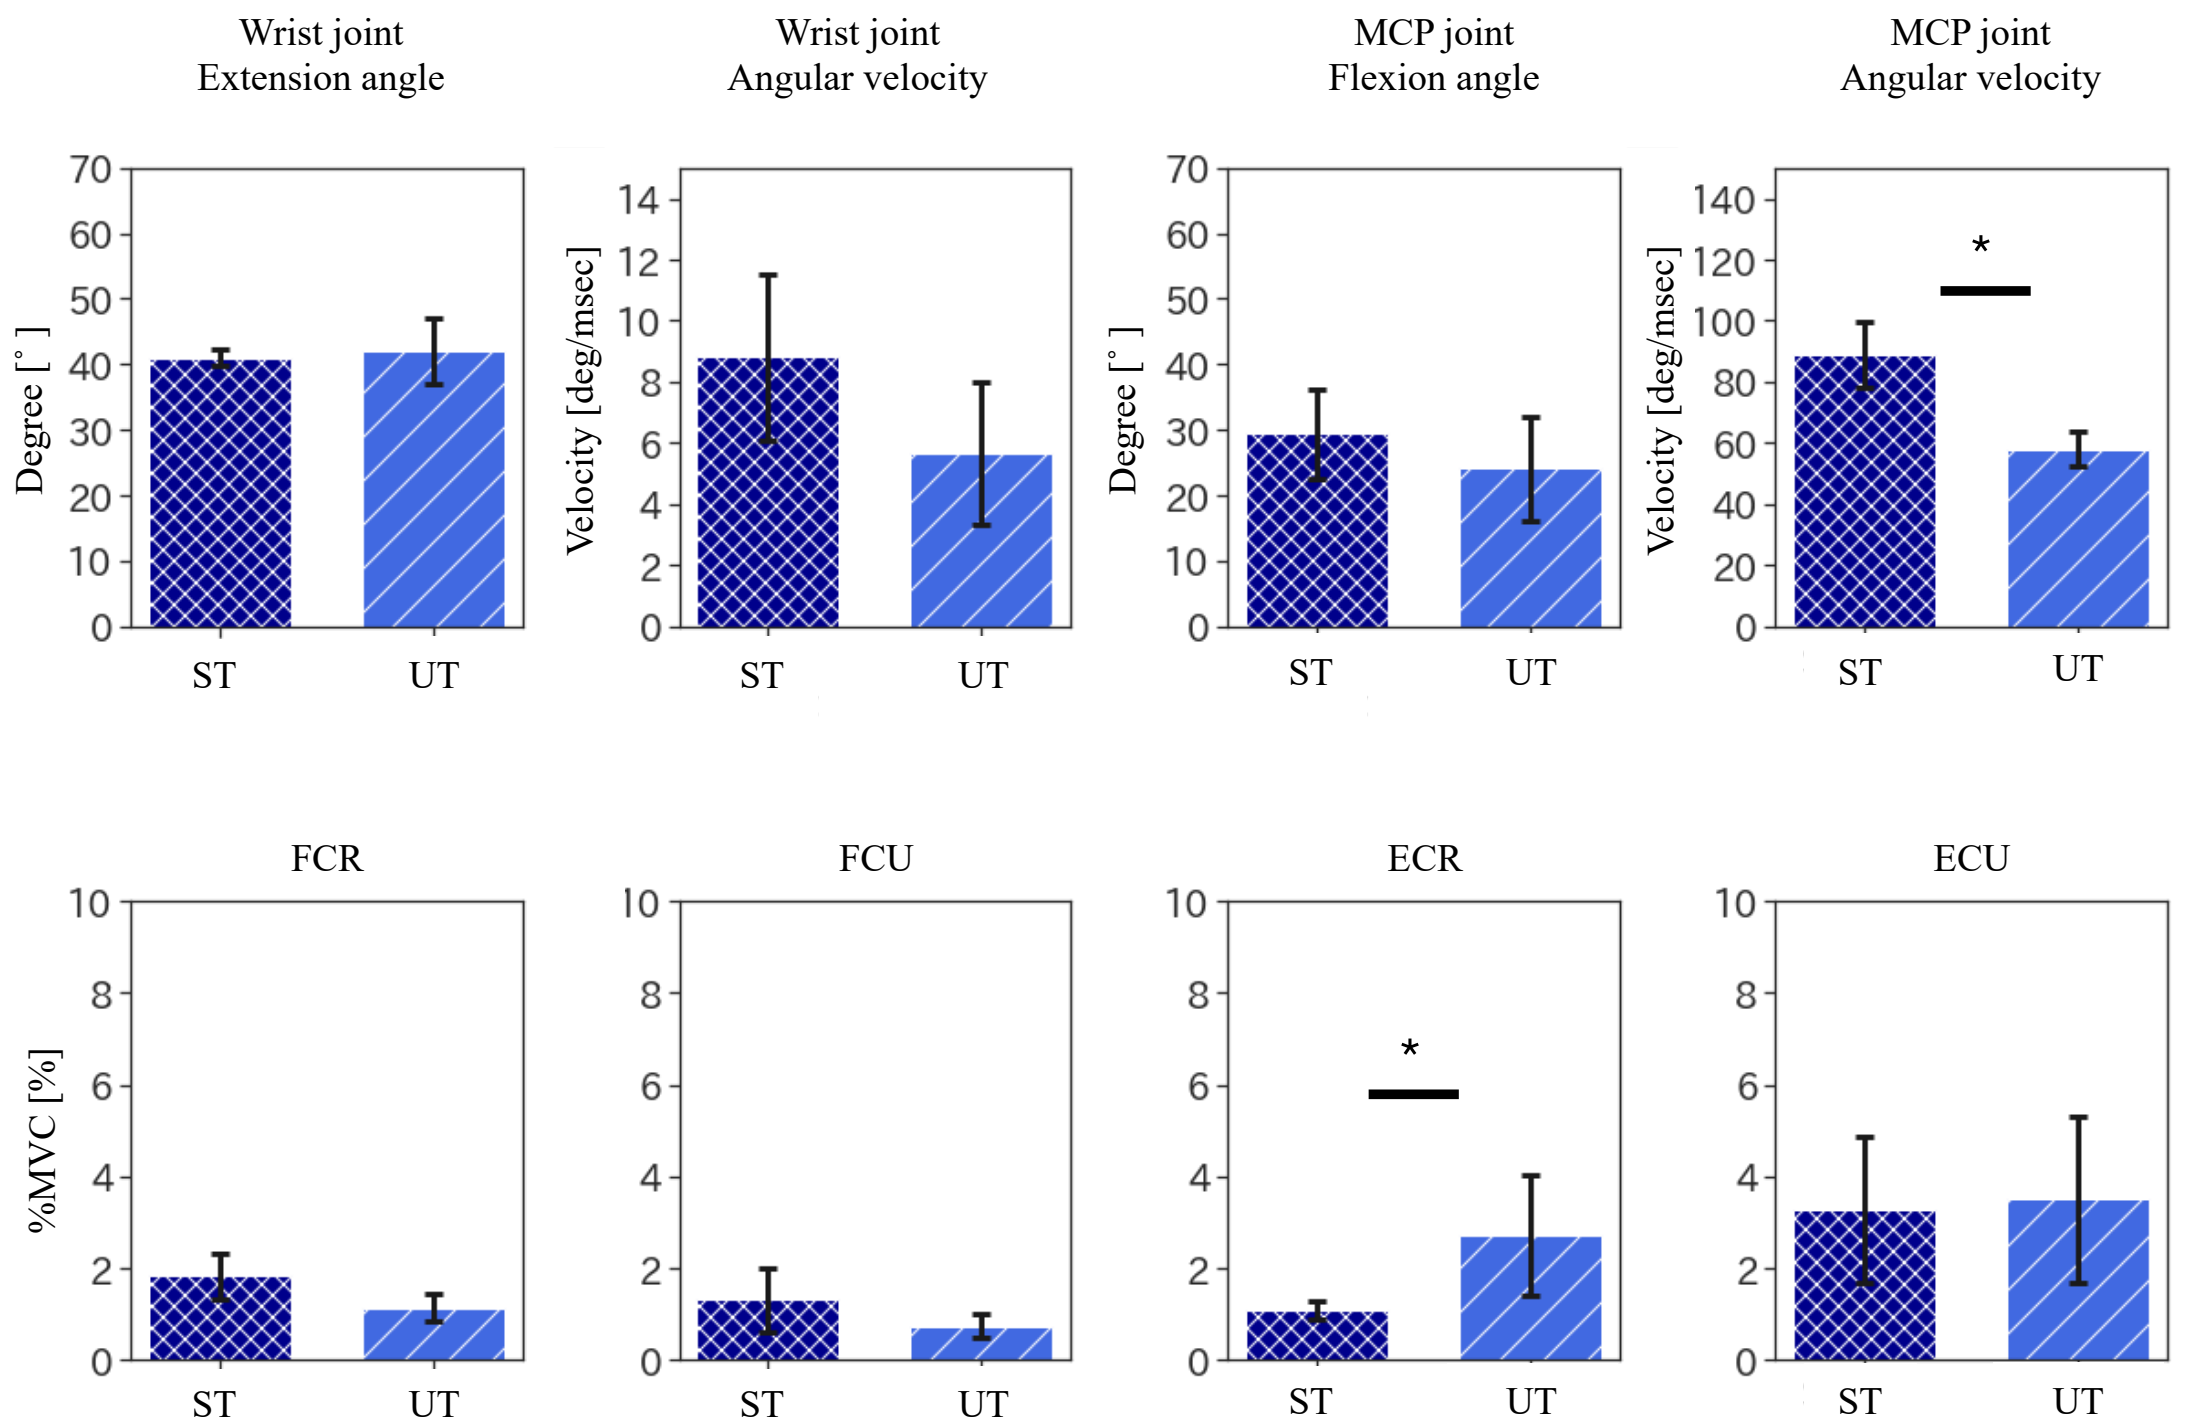 Wrist joint
Extension angle
Wrist joint
Angular velocity
MCP joint
Flexion angle
MCP joint
Angular velocity
Degree [° ]
70
60
50
40
30
20
10
0
ST UT
Velocity [deg/msec]
14
12
10
8
6
4
2
0
ST UT
Degree [° ]
70
60
50
40
30
20
10
0
ST UT
Velocity [deg/msec]
140
120
100
80
60
40
20
0
*
ST UT
FCR
%MVC [%]
10
8
6
4
2
0
ST UT
FCU
10
8
6
4
2
0
ST UT
ECR
10
8
6
4
2
0
*
ST UT
ECU
10
8
6
4
2
0
ST UT